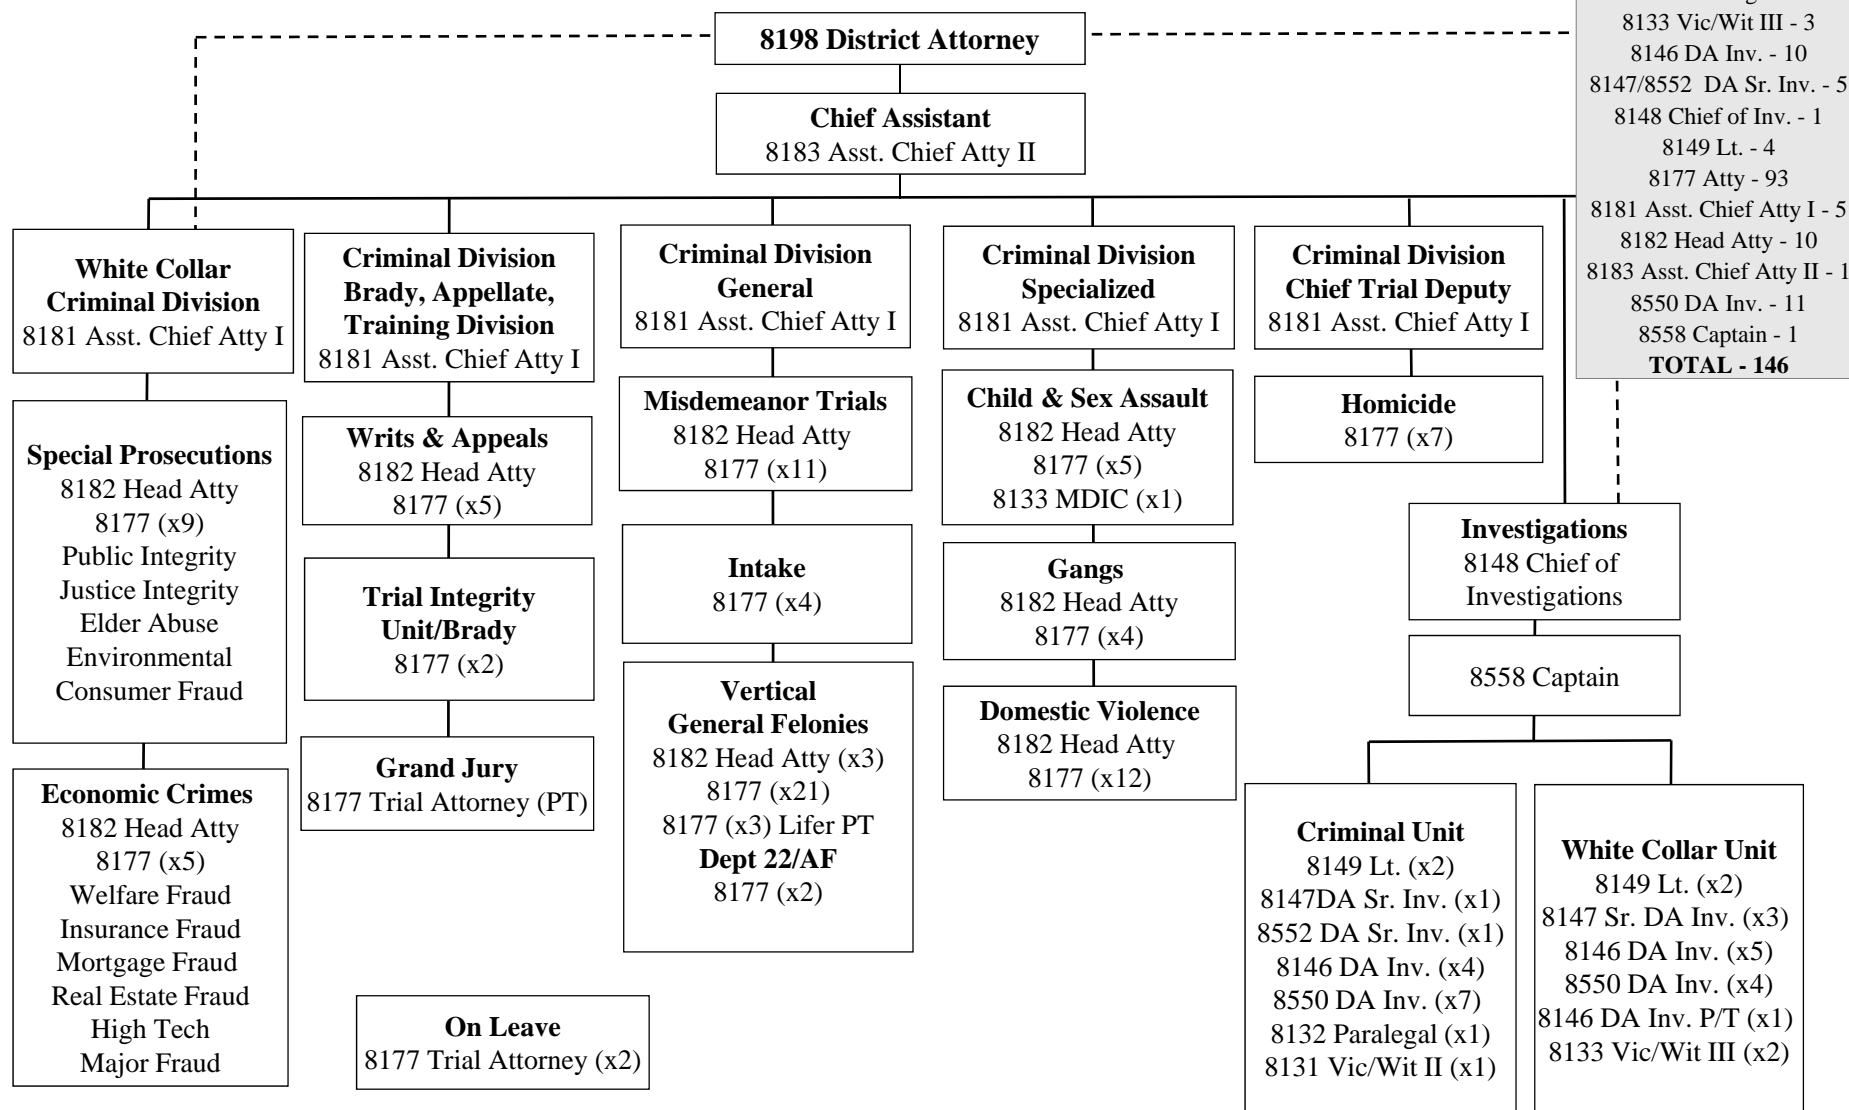 8198 District Attorney
Chief Assistant
8183 Asst. Chief Atty II
8133 Vic/Wit III - 3
8146 DA Inv. - 10
8147/8552 DA Sr. Inv. - 5
8148 Chief of Inv. - 1
8149 Lt. - 4
8177 Atty - 93
8181 Asst. Chief Atty I - 5
8182 Head Atty - 10
8183 Asst. Chief Atty II - 1
8550 DA Inv. - 11
8558 Captain - 1
TOTAL - 146
White Collar
Criminal Division
8181 Asst. Chief Atty I
Special Prosecutions
8182 Head Atty
8177 (x9)
Public Integrity
Justice Integrity
Elder Abuse
Environmental
Consumer Fraud
Economic Crimes
8182 Head Atty
8177 (x5)
Welfare Fraud
Insurance Fraud
Mortgage Fraud
Real Estate Fraud
High Tech
Major Fraud
Criminal Division
Brady, Appellate,
Training Division
8181 Asst. Chief Atty I
Writs & Appeals
8182 Head Atty
8177 (x5)
Trial Integrity
Unit/Brady
8177 (x2)
Grand Jury
8177 Trial Attorney (PT)
On Leave
8177 Trial Attorney (x2)
Criminal Division
General
8181 Asst. Chief Atty I
Misdemeanor Trials
8182 Head Atty
8177 (x11)
Intake
8177 (x4)
Vertical
General Felonies
8182 Head Atty (x3)
8177 (x21)
8177 (x3) Lifer PT
Dept 22/AF
8177 (x2)
Criminal Division
Specialized
8181 Asst. Chief Atty I
Child & Sex Assault
8182 Head Atty
8177 (x5)
8133 MDIC (x1)
Gangs
8182 Head Atty
8177 (x4)
Domestic Violence
8182 Head Atty
8177 (x12)
Criminal Division
Chief Trial Deputy
8181 Asst. Chief Atty I
Homicide
8177 (x7)
Investigations
8148 Chief of
Investigations
8558 Captain
Criminal Unit
8149 Lt. (x2)
8147DA Sr. Inv. (x1)
8552 DA Sr. Inv. (x1)
8146 DA Inv. (x4)
8550 DA Inv. (x7)
8132 Paralegal (x1)
8131 Vic/Wit II (x1)
White Collar Unit
8149 Lt. (x2)
8147 Sr. DA Inv. (x3)
8146 DA Inv. (x5)
8550 DA Inv. (x4)
8146 DA Inv. P/T (x1)
8133 Vic/Wit III (x2)